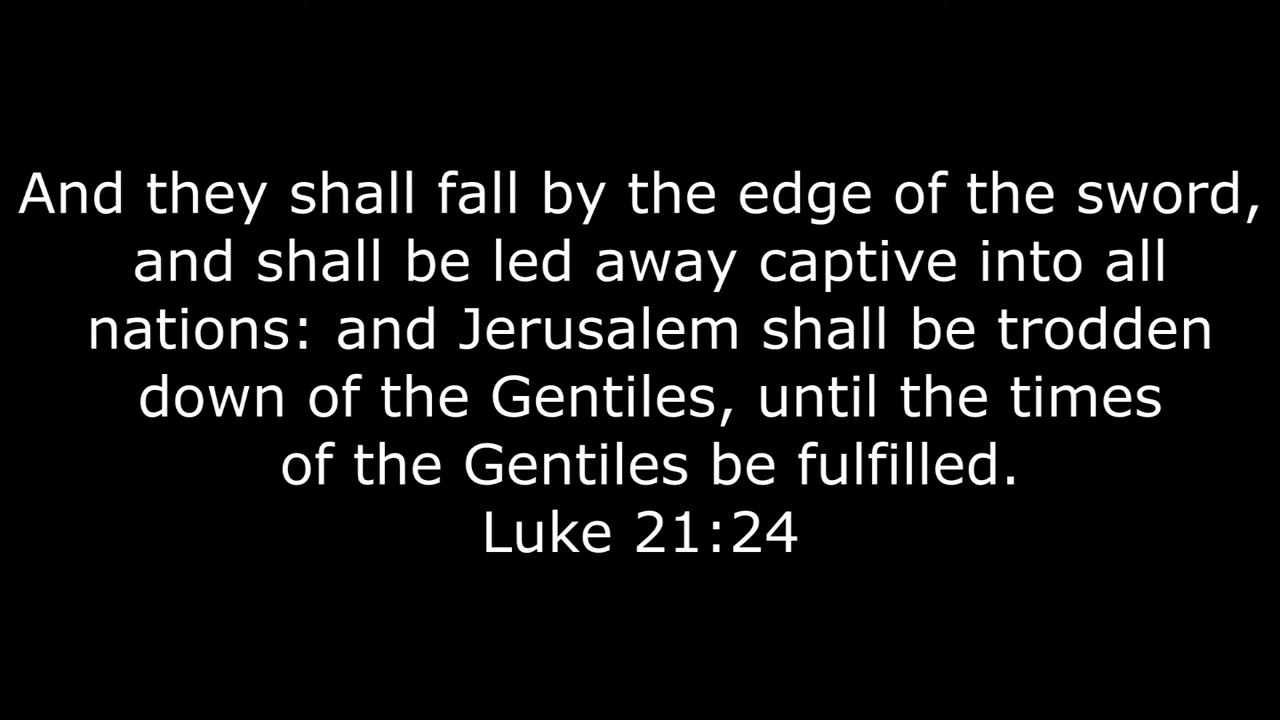 And they shall fall by the edge of the sword,
and shall be led away captive into all
nations: and Jerusalem shall be trodden
down of the Gentiles, until the times
of the Gentiles be fulfilled.
Luke 21:24